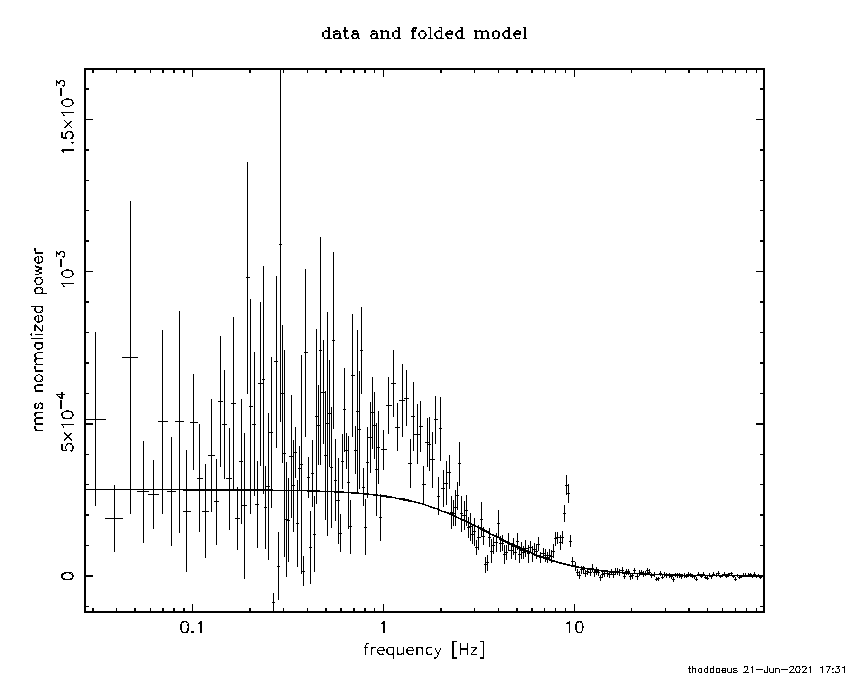 data and folded model
rms normalized power
1.5×10⁻³
10⁻³
5×10⁻⁴
0
0.1 1 10
frequency [Hz]
thaddaeus 21-Jun-2021 17:31